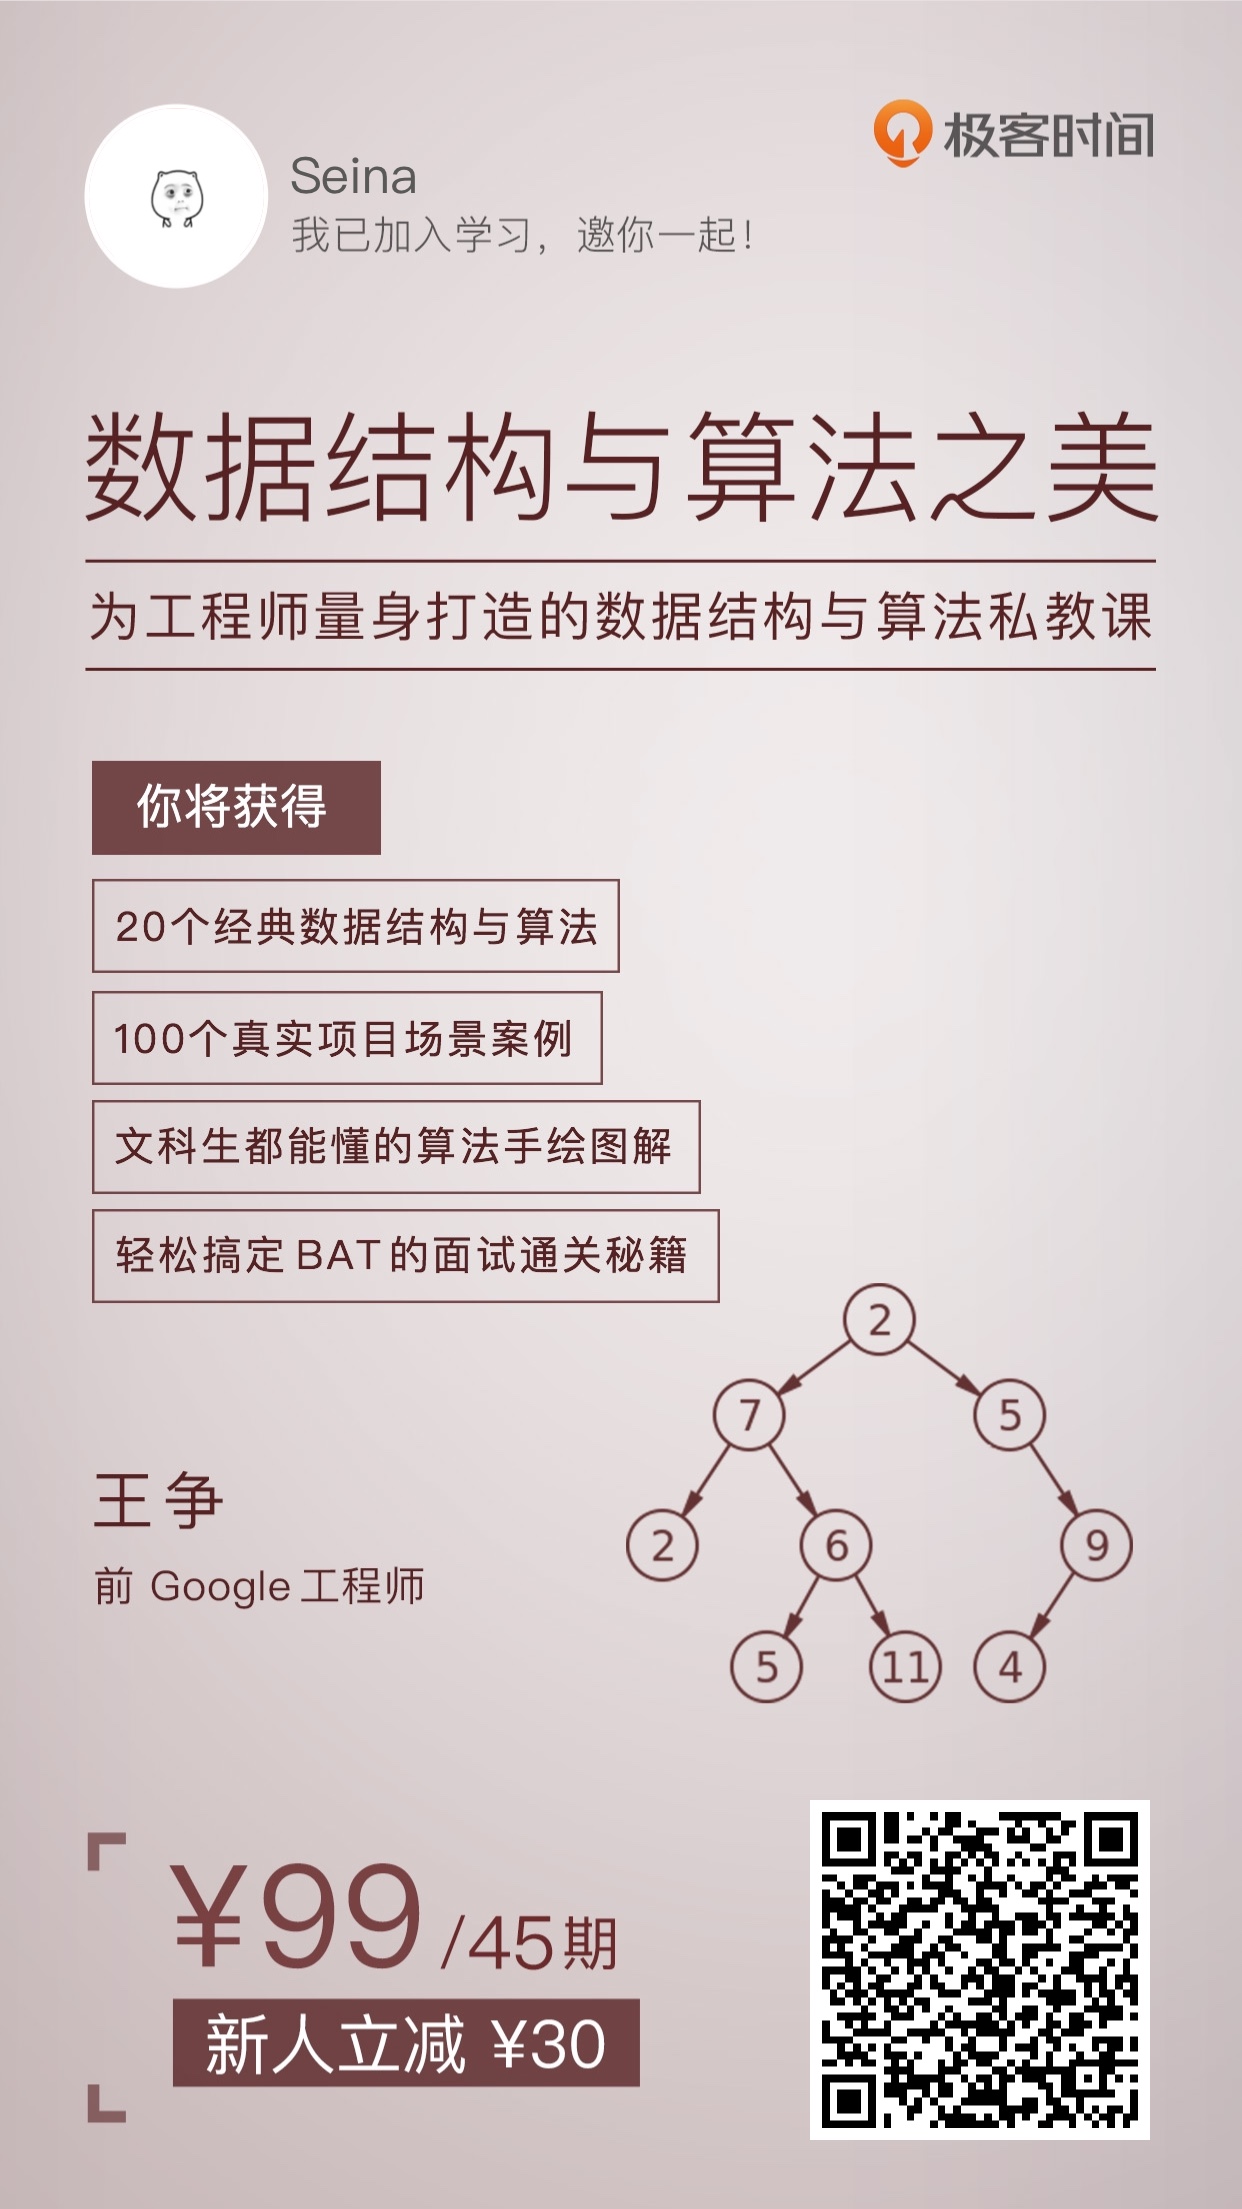 极客时间
Seina
我已加入学习，邀你一起！
数据结构与算法之美
为工程师量身打造的数据结构与算法私教课
你将获得
20个经典数据结构与算法
100个真实项目场景案例
文科生都能懂的算法手绘图解
轻松搞定BAT的面试通关秘籍
2
7
5
2
6
9
5
11
4
王争
前 Google 工程师
¥99/45期
新人立减 ¥30